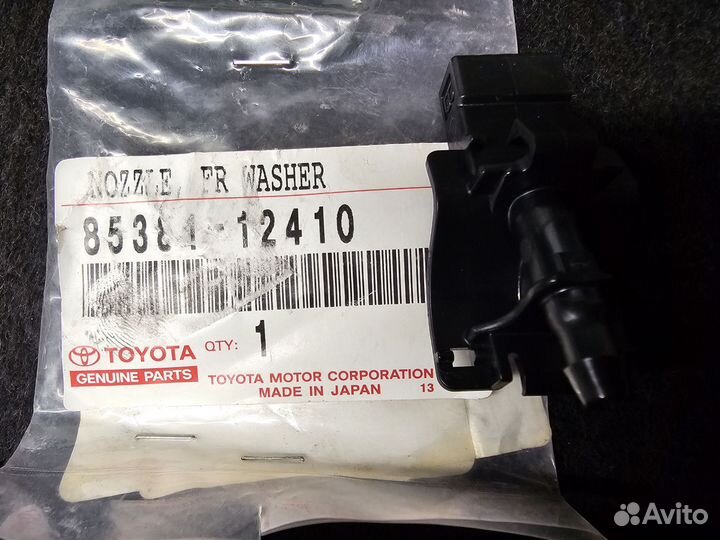 NOZZLE, FR WASHER
85381-12410
TOYOTA
QTY: 1
GENUINE PARTS
TOYOTA MOTOR CORPORATION
MADE IN JAPAN 13
Avito